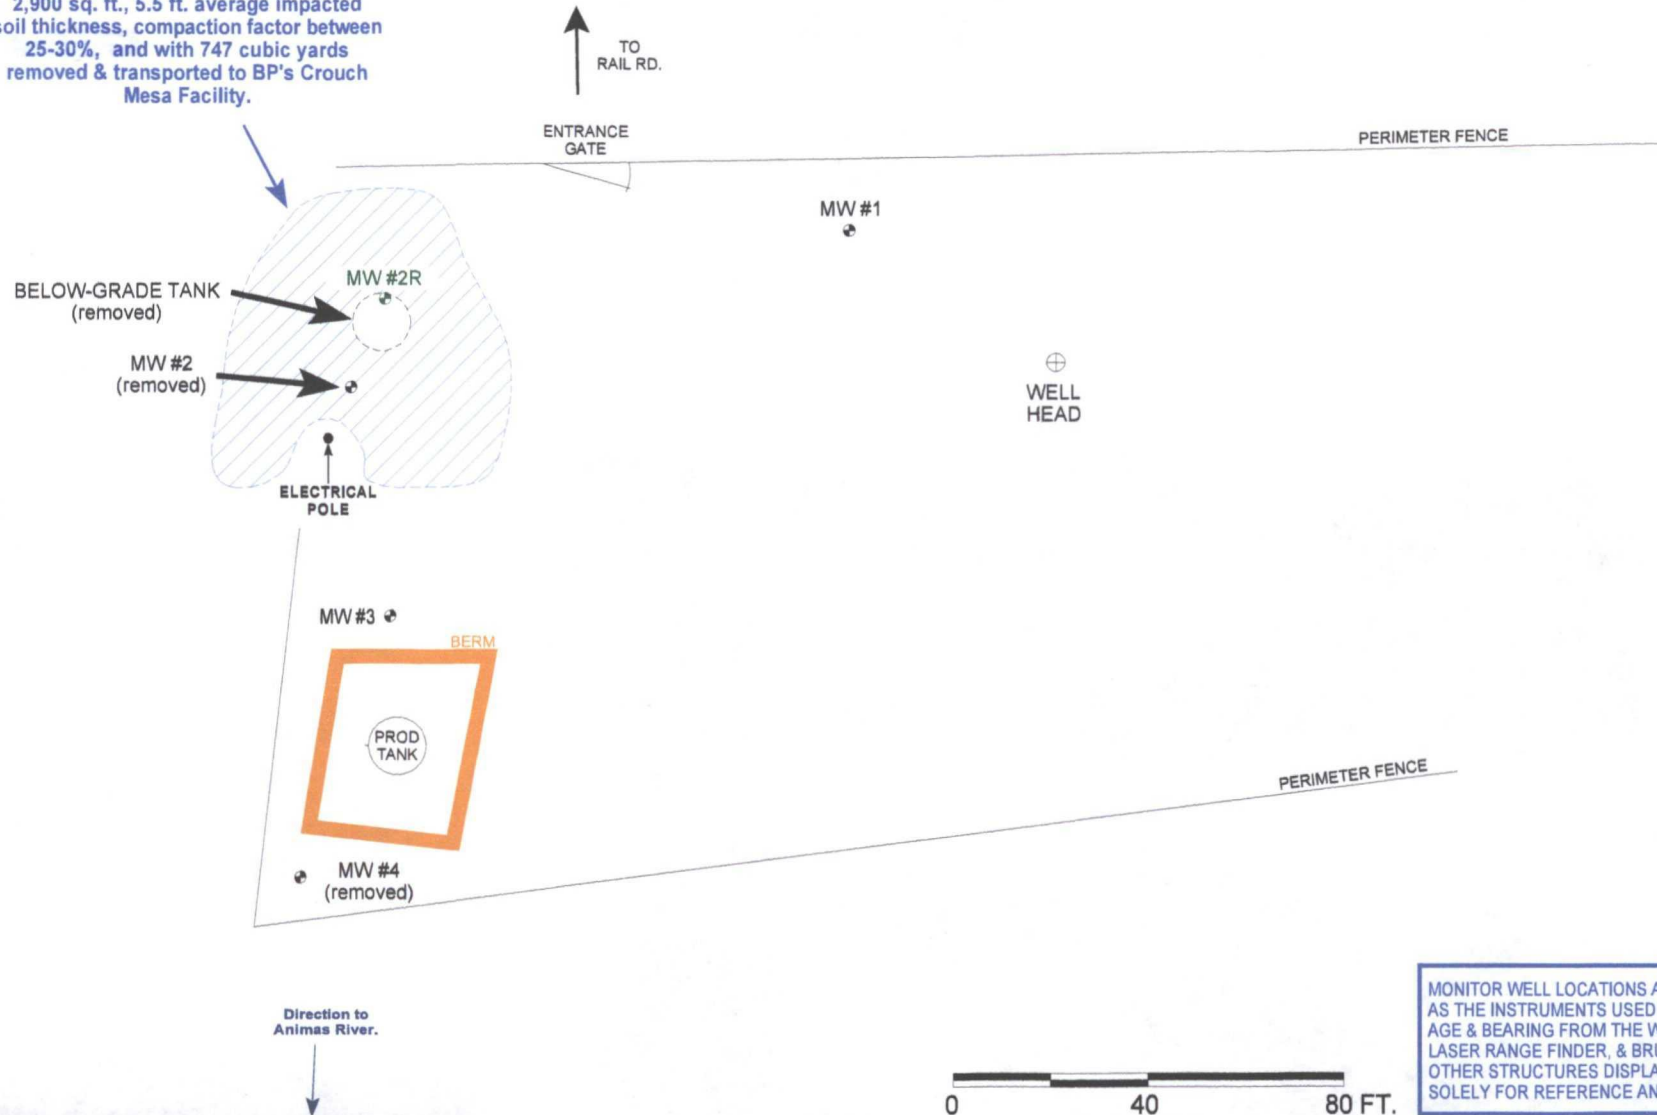 2,900 sq. ft., 5.5 ft. average impacted
soil thickness, compaction factor between
25-30%, and with 747 cubic yards
removed & transported to BP's Crouch
Mesa Facility.
TO
RAIL RD.
ENTRANCE
GATE
PERIMETER FENCE
MW #1
MW #2R
BELOW-GRADE TANK
(removed)
MW #2
(removed)
WELL
HEAD
ELECTRICAL
POLE
MW #3
BERM
PROD
TANK
PERIMETER FENCE
MW #4
(removed)
Direction to
Animas River.
0 40 80 FT.
MONITOR WELL LOCATIONS
AS THE INSTRUMENTS USED
AGE & BEARING FROM THE
LASER RANGE FINDER, &
OTHER STRUCTURES
SOLELY FOR REFERENCE